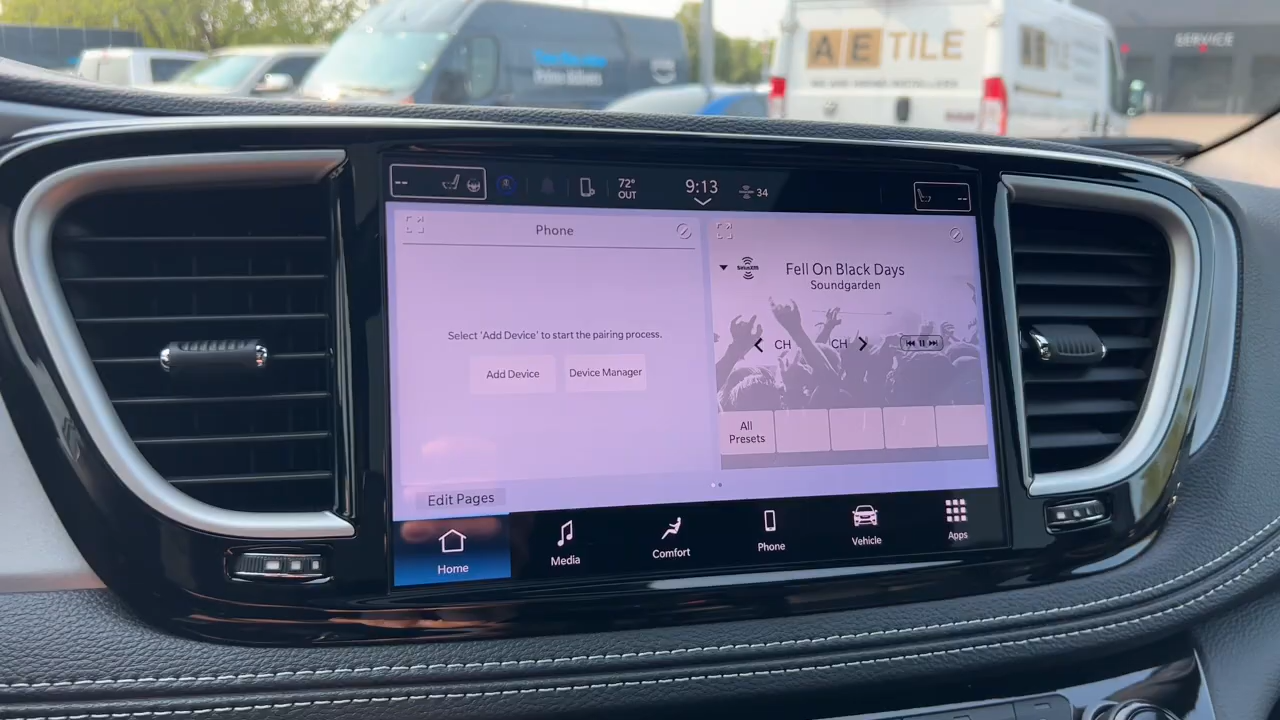 AE TILE
SERVICE
--
72°
OUT
9:13
34
--
Phone
SiriusXM
Fell On Black Days
Soundgarden
Select 'Add Device' to start the pairing process.
CH
CH
Add Device
Device Manager
All
Presets
Edit Pages
Home
Media
Comfort
Phone
Vehicle
Apps